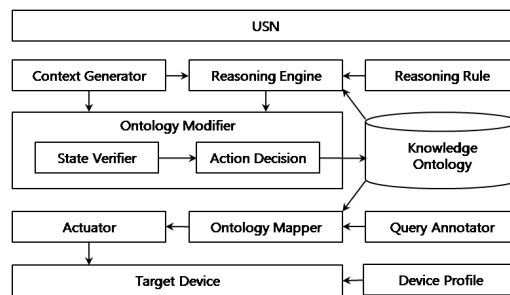 USN
Context Generator
Reasoning Engine
Reasoning Rule
Ontology Modifier
State Verifier
Action Decision
Knowledge
Ontology
Actuator
Ontology Mapper
Query Annotator
Target Device
Device Profile